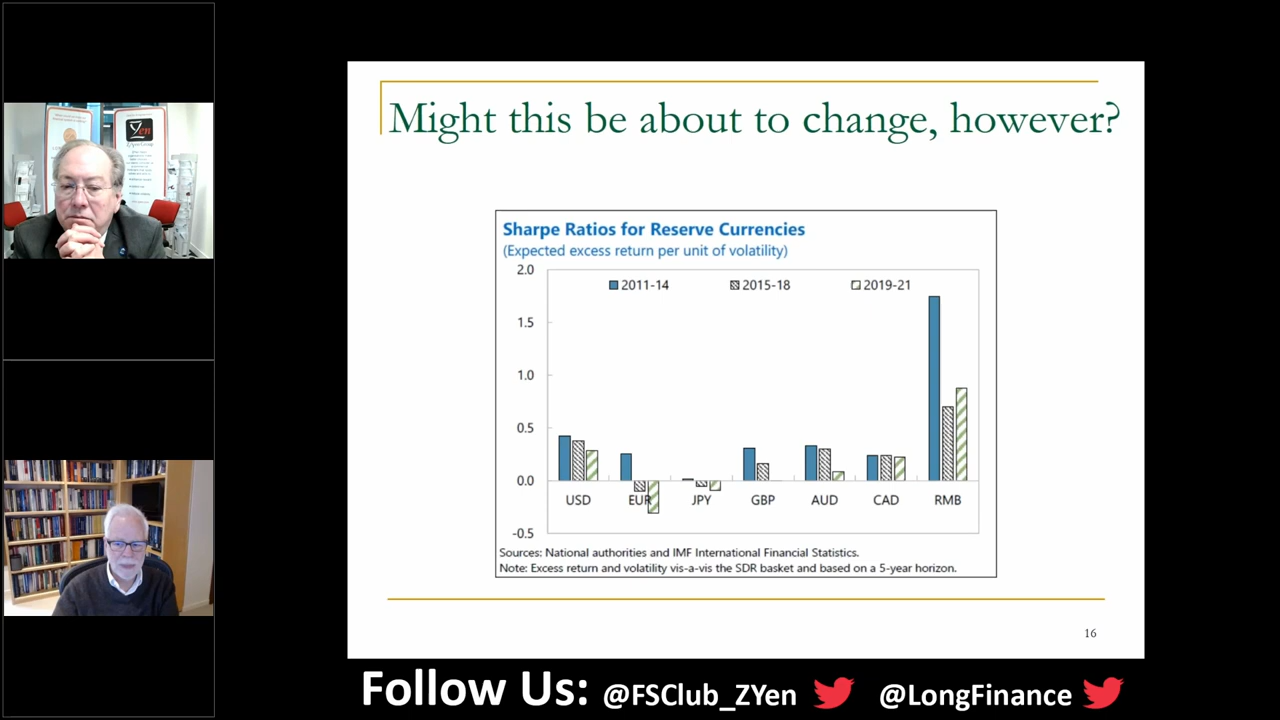 Might this be about to change, however?
Sharpe Ratios for Reserve Currencies
(Expected excess return per unit of volatility)
2.0
2011-14 2015-18 2019-21
1.5
1.0
0.5
0.0
USD EUR JPY GBP AUD CAD RMB
-0.5
Sources: National authorities and IMF International Financial Statistics.
Note: Excess return and volatility vis-a-vis the SDR basket and based on a 5-year horizon.
16
Follow Us: @FSClub_ZYen @LongFinance
Zyen